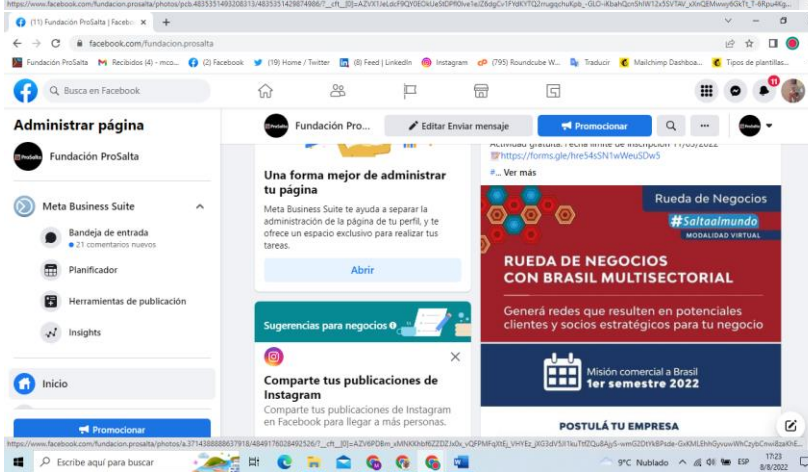 (11) Fundación ProSalta | Faceb
facebook.com/fundacion.prosalta
Fundación ProSalta
Recibidos (4) - mco...
(2) Facebook
(19) Home / Twitter
(8) Feed | LinkedIn
Instagram
(795) Roundcube W...
Traducir
Mailchimp Dashboa...
Tipos de plantillas...
Busca en Facebook
11
Administrar página
Fundación ProSalta
Meta Business Suite
Bandeja de entrada
21 comentarios nuevos
Planificador
Herramientas de publicación
Insights
Inicio
Promocionar
Fundación Pro...
Editar Enviar mensaje
Promocionar
Una forma mejor de administrar
tu página
Meta Business Suite te ayuda a separar la
administración de la página de tu perfil, y te
ofrece un espacio exclusivo para realizar tus
tareas.
Abrir
Sugerencias para negocios
Comparte tus publicaciones de
Instagram
Comparte tus publicaciones de Instagram
en Facebook para llegar a más personas.
Actividad gratuita. Fecha límite de inscripción 11/03/2022
https://forms.gle/hre54sSN1wWeuSDw5
#... Ver más
Rueda de Negocios
#Saltaalmundo
MODALIDAD VIRTUAL
RUEDA DE NEGOCIOS
CON BRASIL MULTISECTORIAL
Generá redes que resulten en potenciales
clientes y socios estratégicos para tu negocio
Misión comercial a Brasil
1er semestre 2022
POSTULÁ TU EMPRESA
Escribe aquí para buscar
9°C Nublado
ESP
17:23
8/8/2022